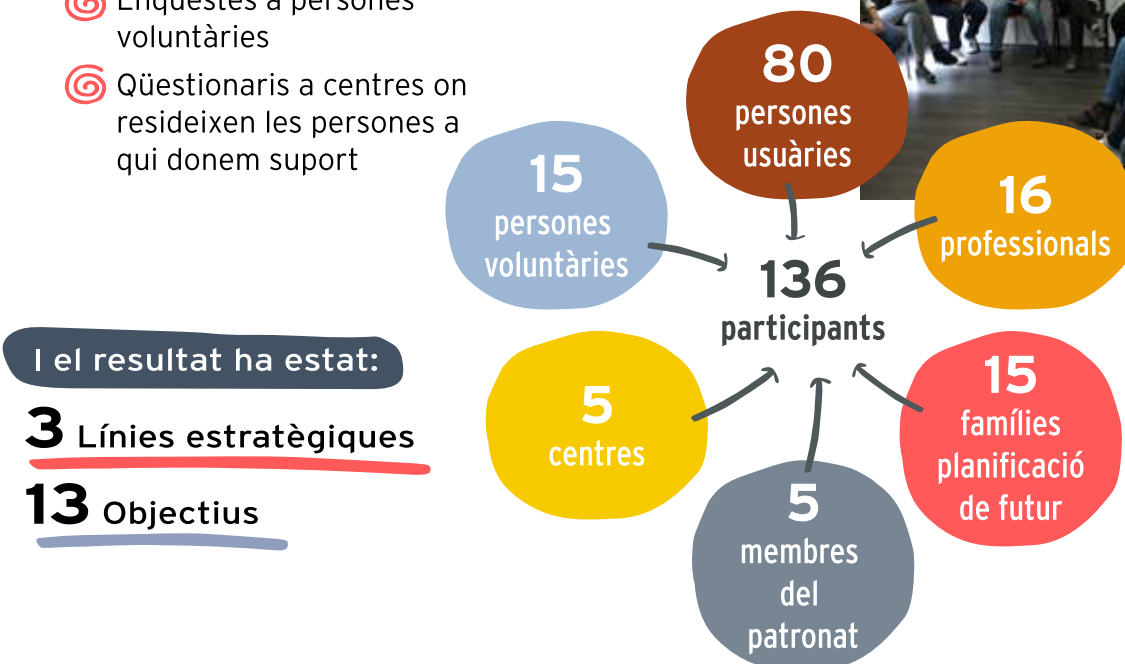 Enquestes a persones
voluntàries
Qüestionaris a centres on
resideixen les persones a
qui donem suport
80
persones
usuàries
15
persones
voluntàries
16
professionals
136
participants
I el resultat ha estat:
3 Línies estratègiques
13 Objectius
5
centres
15
famílies
planificació
de futur
5
membres
del
patronat